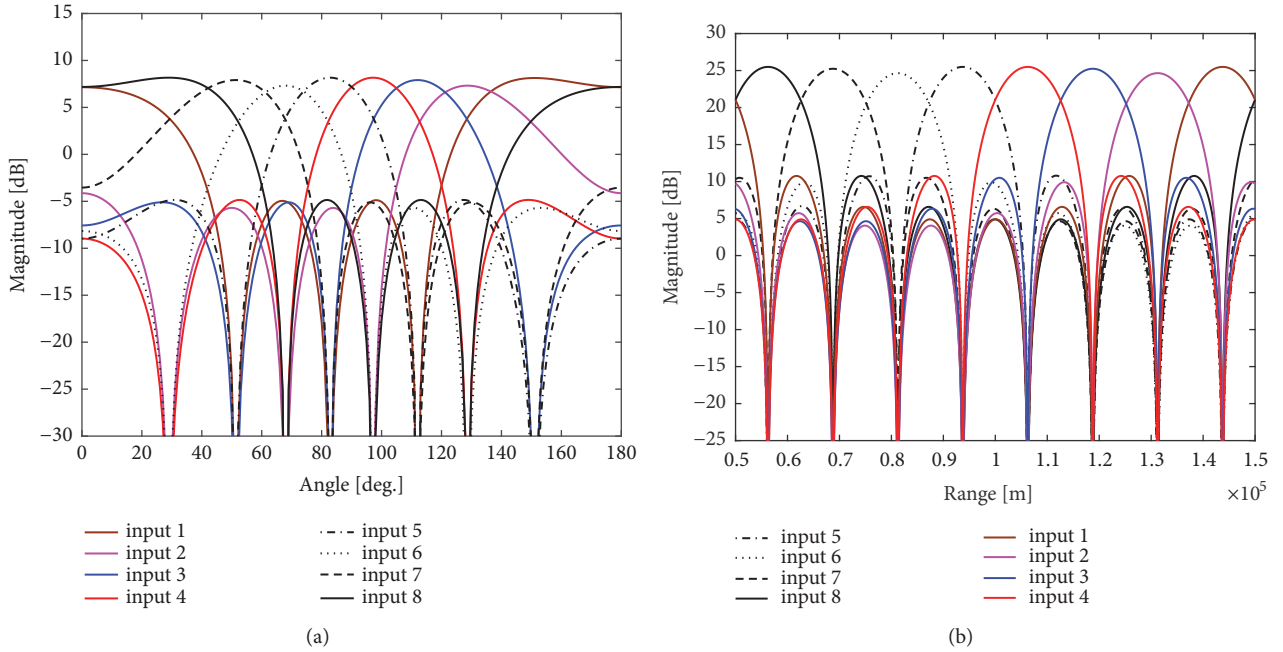 15
10
5
0
−5
−10
−15
−20
−25
−30
Magnitude [dB]
0 20 40 60 80 100 120 140 160 180
Angle [deg.]
input 1 input 5
input 2 input 6
input 3 input 7
input 4 input 8
(a)
30
25
20
15
10
5
0
−5
−10
−15
−20
−25
Magnitude [dB]
0.5 0.6 0.7 0.8 0.9 1 1.1 1.2 1.3 1.4 1.5
Range [m] ×10⁵
input 5 input 1
input 6 input 2
input 7 input 3
input 8 input 4
(b)